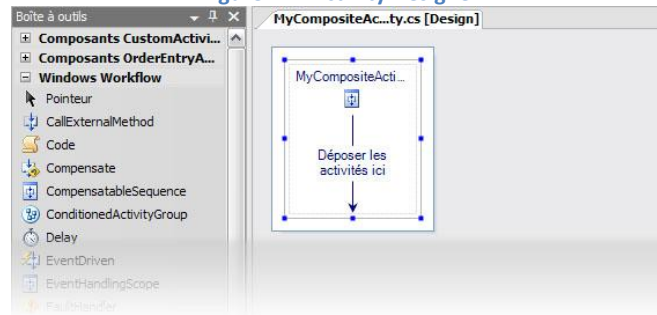 Boîte à outils
MyCompositeAc...ty.cs [Design]
Composants CustomActivi...
Composants OrderEntryA...
Windows Workflow
Pointeur
CallExternalMethod
Code
Compensate
CompensatableSequence
ConditionedActivityGroup
Delay
EventDriven
EventHandlingScope
FaultHandler
MyCompositeActi...
Déposer les
activités ici